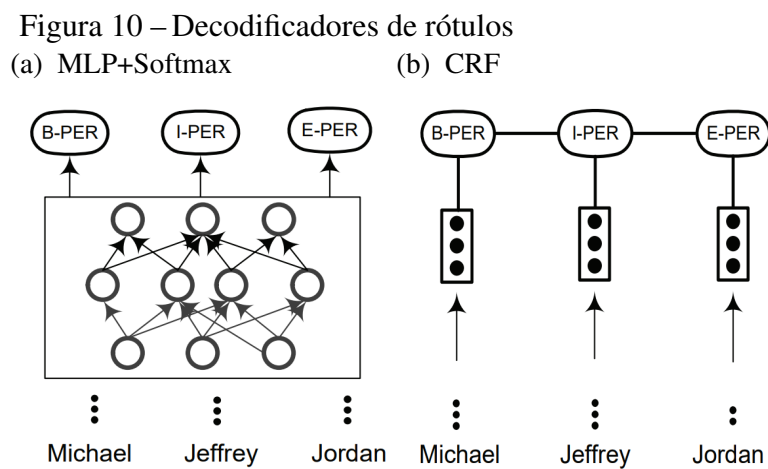 Figura 10 – Decodificadores de rótulos
(a) MLP+Softmax
(b) CRF
B-PER
I-PER
E-PER
B-PER
I-PER
E-PER
Michael
Jeffrey
Jordan
Michael
Jeffrey
Jordan